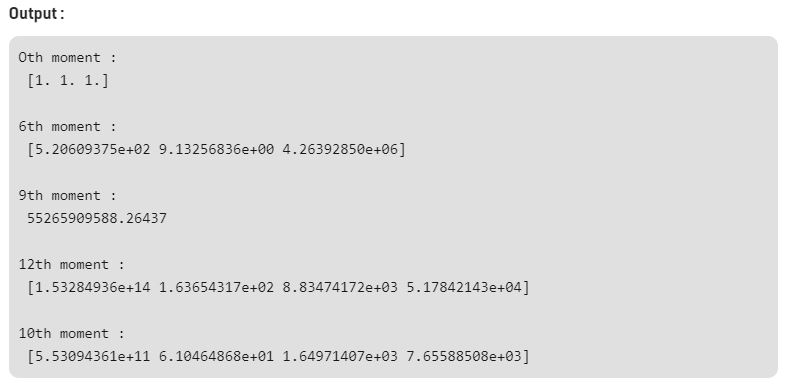 Output :
0th moment :
[1. 1. 1.]
6th moment :
[5.20609375e+02 9.13256836e+00 4.26392850e+06]
9th moment :
55265909588.26437
12th moment :
[1.53284936e+14 1.63654317e+02 8.83474172e+03 5.17842143e+04]
10th moment :
[5.53094361e+11 6.10464868e+01 1.64971407e+03 7.65588508e+03]